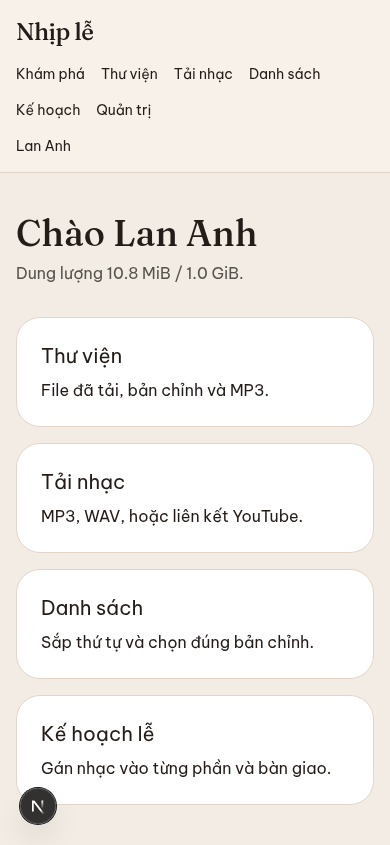 Nhịp lễ
Khám phá Thư viện Tải nhạc Danh sách
Kế hoạch Quản trị
Lan Anh
Chào Lan Anh
Dung lượng 10.8 MiB / 1.0 GiB.
Thư viện
File đã tải, bản chỉnh và MP3.
Tải nhạc
MP3, WAV, hoặc liên kết YouTube.
Danh sách
Sắp thứ tự và chọn đúng bản chỉnh.
Kế hoạch lễ
Gán nhạc vào từng phần và bàn giao.
N